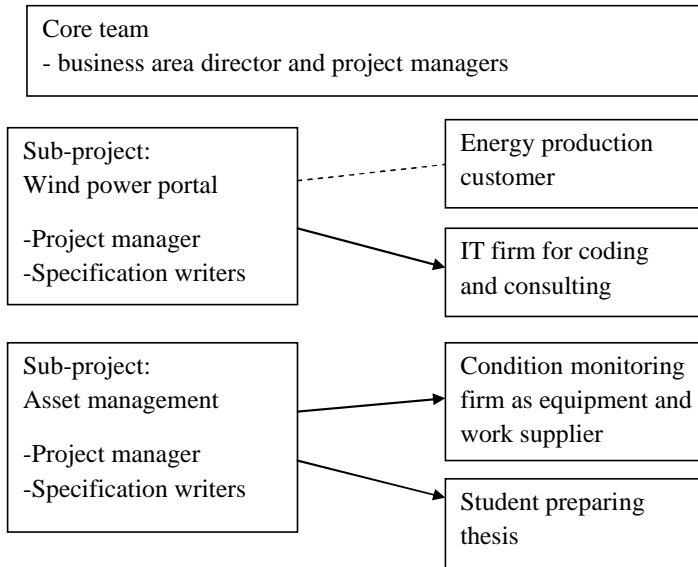 Core team
- business area director and project managers
Sub-project:
Wind power portal
-Project manager
-Specification writers
Energy production
customer
IT firm for coding
and consulting
Sub-project:
Asset management
-Project manager
-Specification writers
Condition monitoring
firm as equipment and
work supplier
Student preparing
thesis